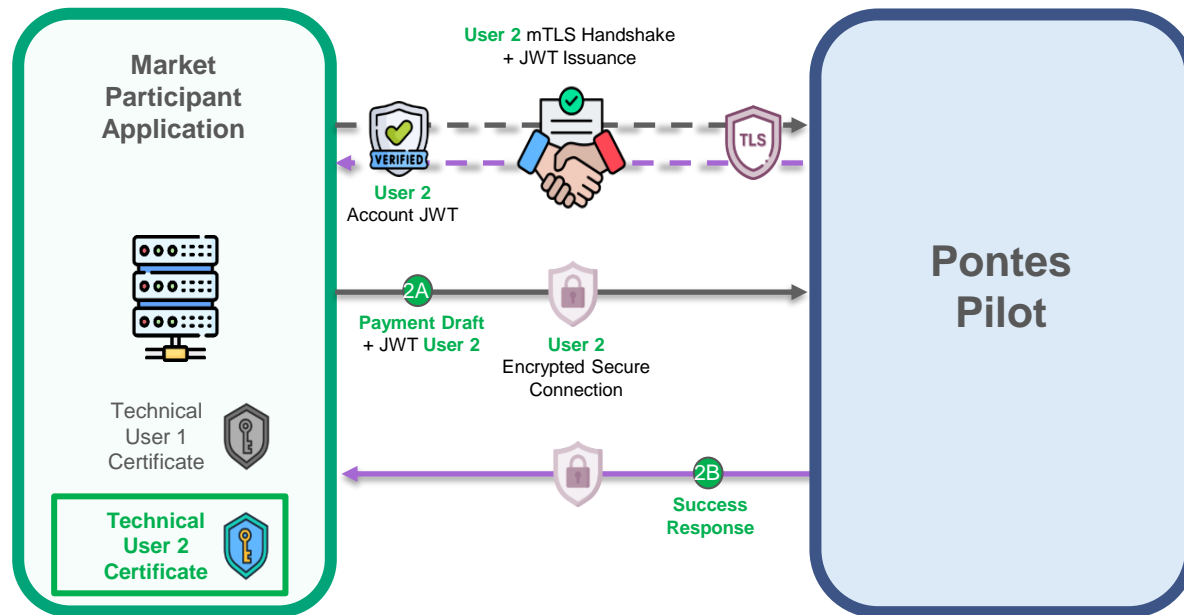 Market
Participant
Application
User 2 mTLS Handshake
+ JWT Issuance
VERIFIED
TLS
User 2
Account JWT
Pontes
Pilot
2A
Payment Draft
+ JWT User 2
User 2
Encrypted Secure
Connection
Technical
User 1
Certificate
2B
Success
Response
Technical
User 2
Certificate